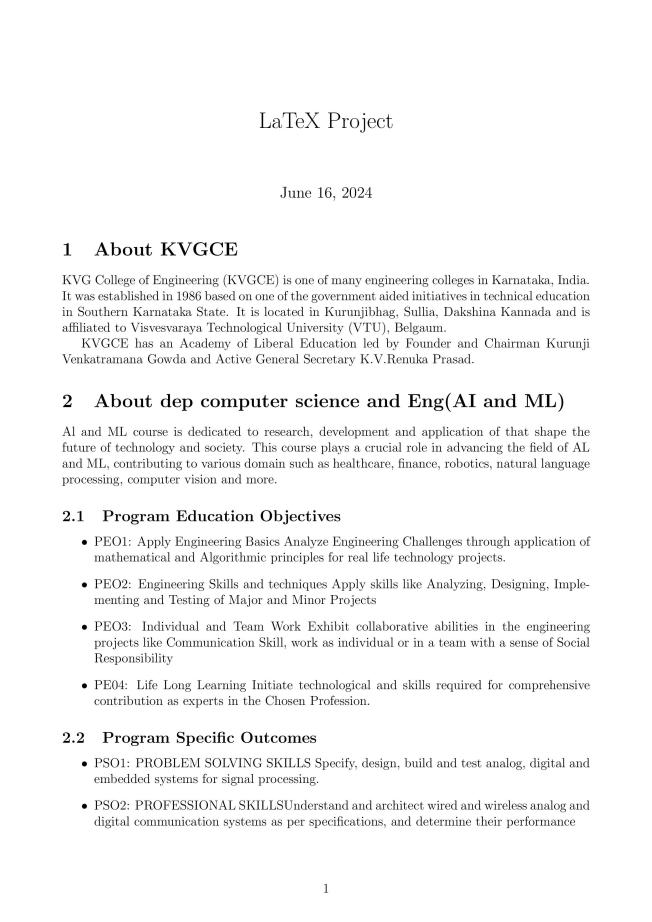 LaTeX Project
June 16, 2024
1 About KVGCE
KVG College of Engineering (KVGCE) is one of many engineering colleges in Karnataka, India.
It was established in 1986 based on one of the government aided initiatives in technical education
in Southern Karnataka State. It is located in Kurunjibhag, Sullia, Dakshina Kannada and is
affiliated to Visvesvaraya Technological University (VTU), Belgaum.
KVGCE has an Academy of Liberal Education led by Founder and Chairman Kurunji
Venkatramana Gowda and Active General Secretary K.V.Renuka Prasad.
2 About dep computer science and Eng(AI and ML)
Al and ML course is dedicated to research, development and application of that shape the
future of technology and society. This course plays a crucial role in advancing the field of AL
and ML, contributing to various domain such as healthcare, finance, robotics, natural language
processing, computer vision and more.
2.1 Program Education Objectives
• PEO1: Apply Engineering Basics Analyze Engineering Challenges through application of
mathematical and Algorithmic principles for real life technology projects.
• PEO2: Engineering Skills and techniques Apply skills like Analyzing, Designing, Imple-
menting and Testing of Major and Minor Projects
• PEO3: Individual and Team Work Exhibit collaborative abilities in the engineering
projects like Communication Skill, work as individual or in a team with a sense of Social
Responsibility
• PE04: Life Long Learning Initiate technological and skills required for comprehensive
contribution as experts in the Chosen Profession.
2.2 Program Specific Outcomes
• PSO1: PROBLEM SOLVING SKILLS Specify, design, build and test analog, digital and
embedded systems for signal processing.
• PSO2: PROFESSIONAL SKILLSUnderstand and architect wired and wireless analog and
digital communication systems as per specifications, and determine their performance
1